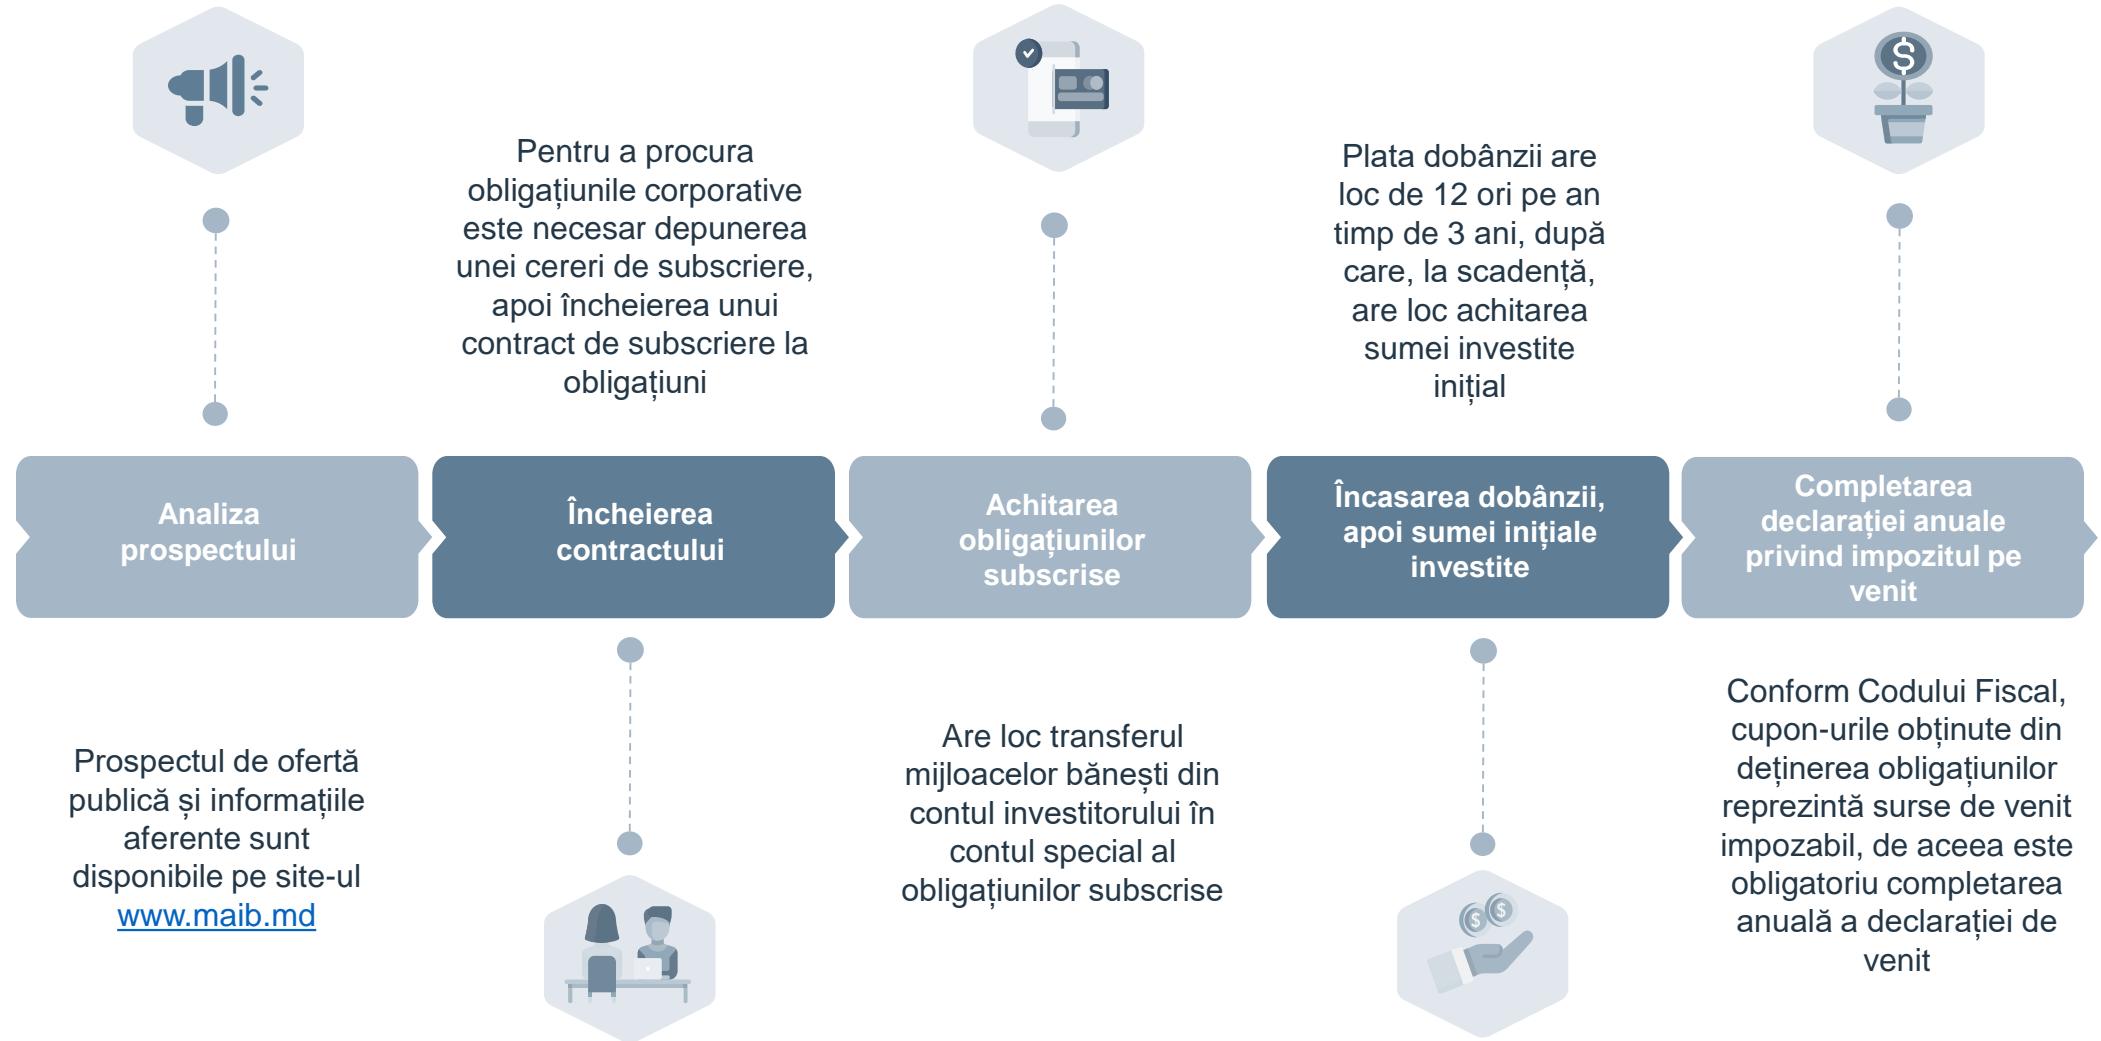 Pentru a procura
obligațiunile corporative
este necesar depunerea
unei cereri de subscriere,
apoi încheierea unui
contract de subscriere la
obligațiuni
Plata dobânzii are
loc de 12 ori pe an
timp de 3 ani, după
care, la scadență,
are loc achitarea
sumei investite
inițial
Analiza
prospectului
Încheierea
contractului
Achitarea
obligațiunilor
subscrise
Încasarea dobânzii,
apoi sumei inițiale
investite
Completarea
declarației anuale
privind impozitul pe
venit
Prospectul de ofertă
publică și informațiile
aferente sunt
disponibile pe site-ul
www.maib.md
Are loc transferul
mijloacelor bănești din
contul investitorului în
contul special al
obligațiunilor subscrise
Conform Codului Fiscal,
cupon-urile obținute din
deținerea obligațiunilor
reprezintă surse de venit
impozabil, de aceea este
obligatoriu completarea
anuală a declarației de
venit